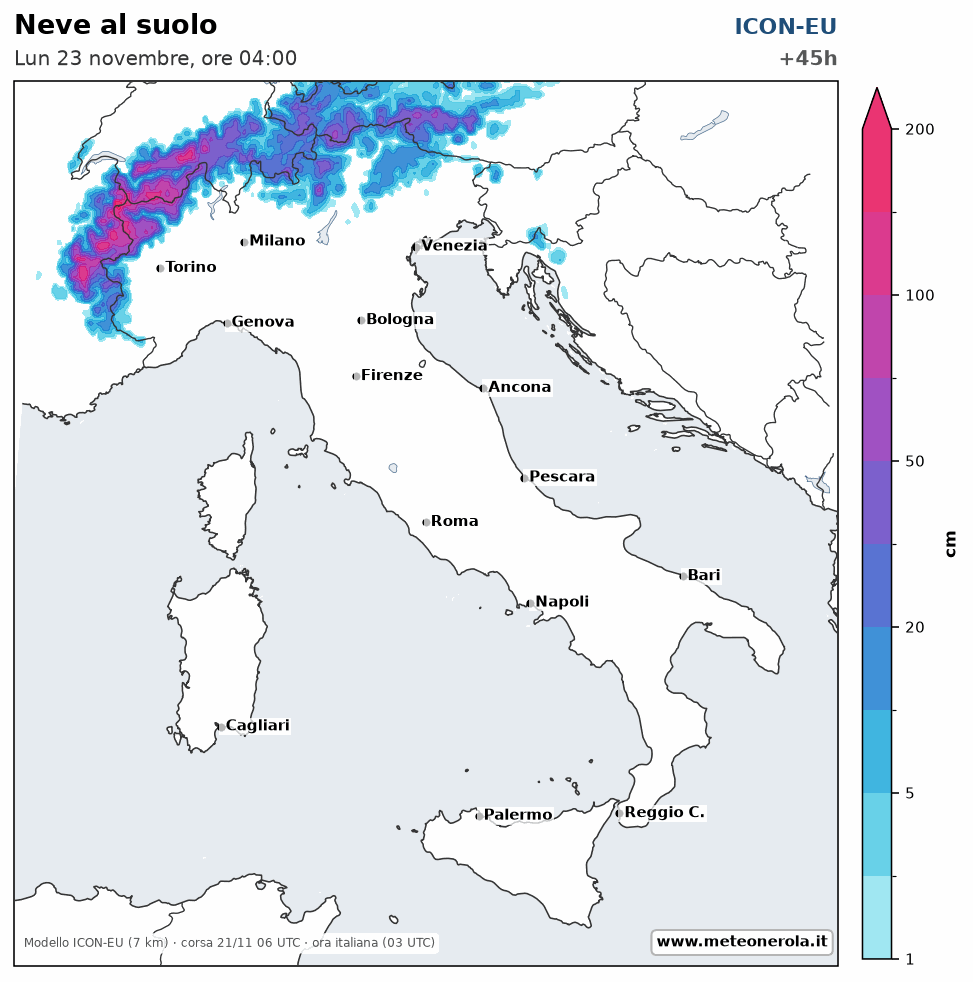 Neve al suolo
ICON-EU
Lun 23 novembre, ore 04:00
+45h
200
100
50
20
5
1
cm
Milano
Venezia
Torino
Genova
Bologna
Firenze
Ancona
Pescara
Roma
Bari
Napoli
Cagliari
Palermo
Reggio C.
Modello ICON-EU (7 km) · corsa 21/11 06 UTC · ora italiana (03 UTC)
www.meteonerola.it